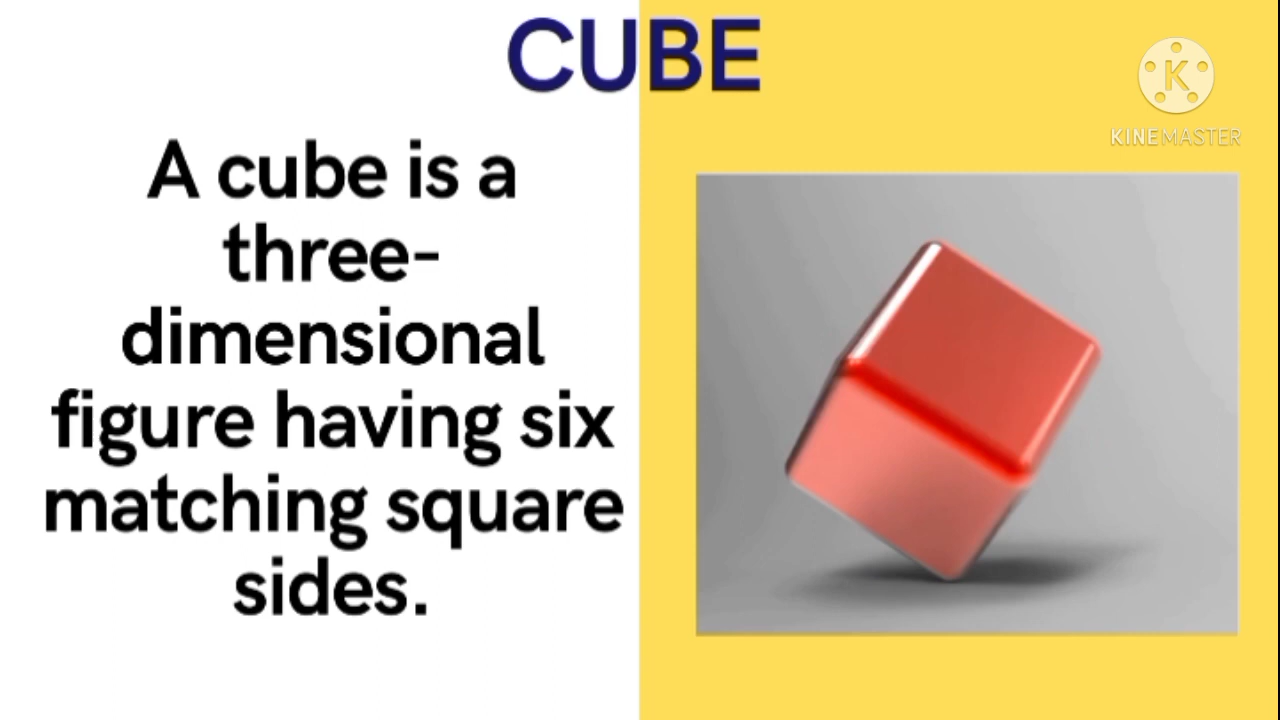 CUBE
K
KINEMASTER
A cube is a
three-
dimensional
figure having six
matching square
sides.